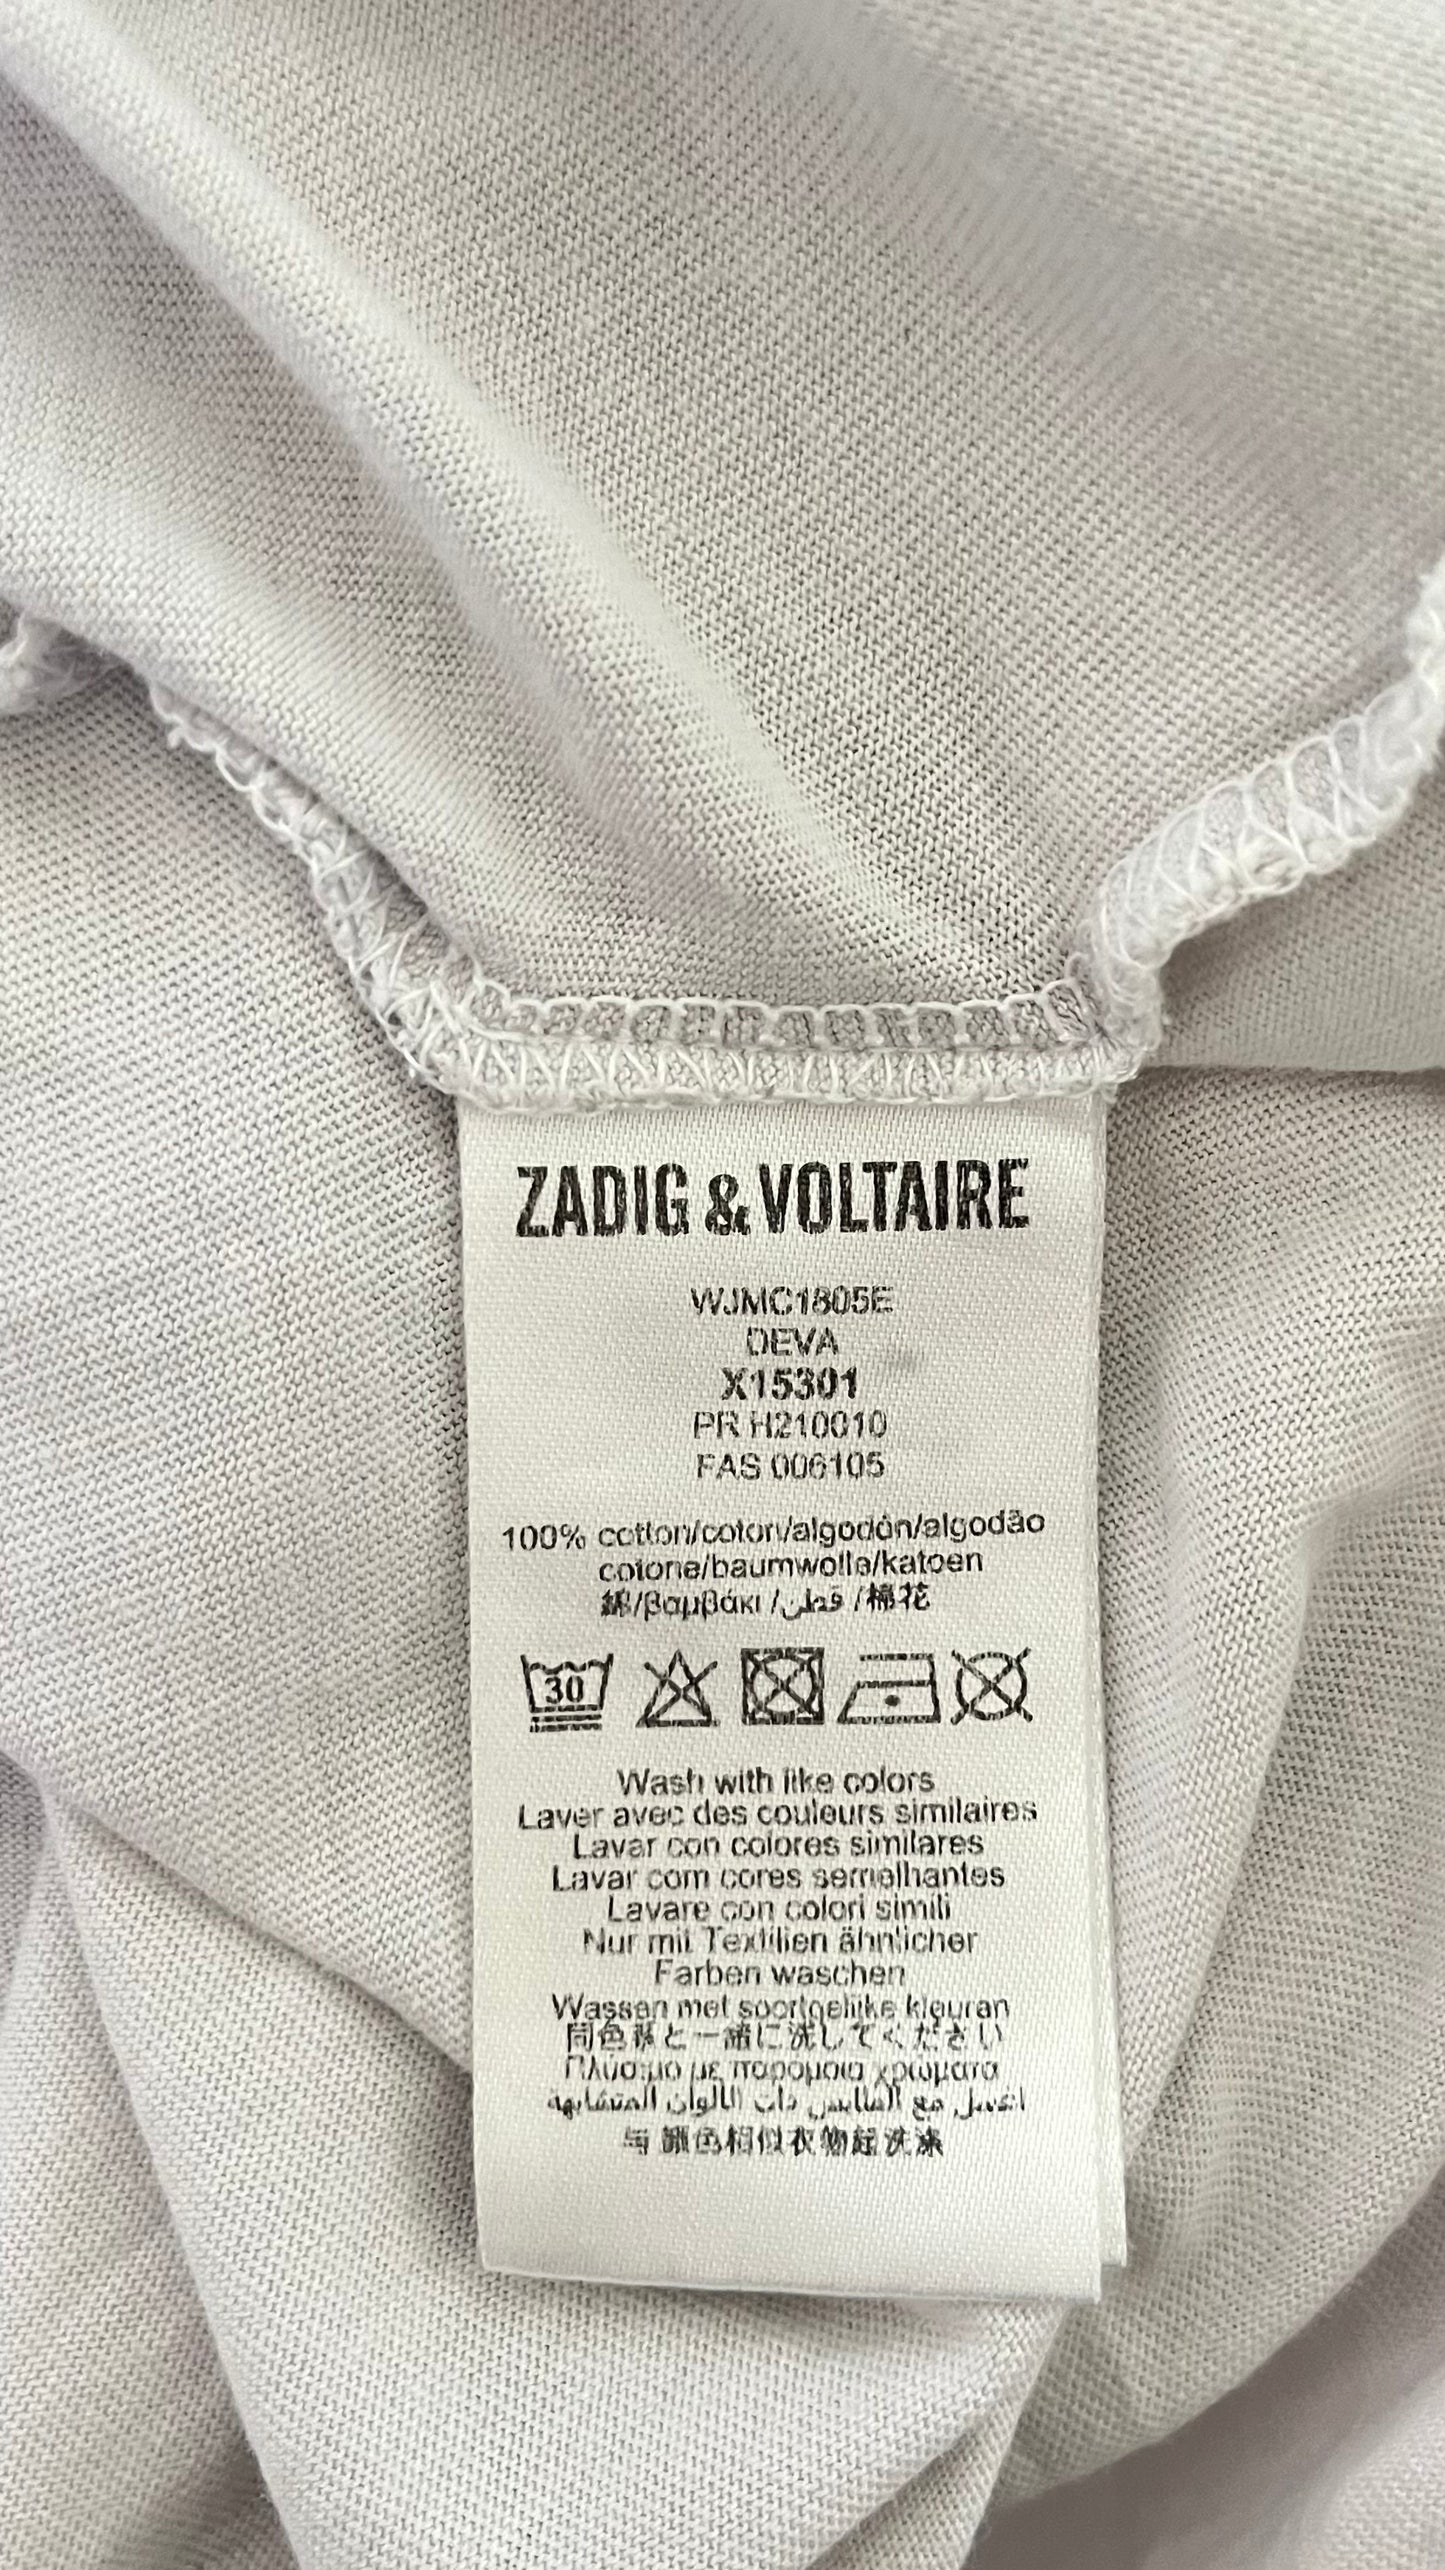 ZADIG & VOLTAIRE
WJMC1805E
DEVA
X15301
PR H210010
FAS 006105
100% cotton/coton/algodón/algodão
cotone/baumwolle/katoen
綿/βαμβάκι /قطن /棉花
30
Wash with like colors
Laver avec des couleurs similaires
Lavar con colores similares
Lavar com cores semelhantes
Lavare con colori simili
Nur mit Textilien ähnlicher
Farben waschen
Wassen met soortgelijke kleuren
同色系と一緒に洗してください
Πλύσιμο με παρόμοια χρώματα
اغسل مع الملابس ذات الألوان المتشابهه
与 颜色相似衣物起洗涤